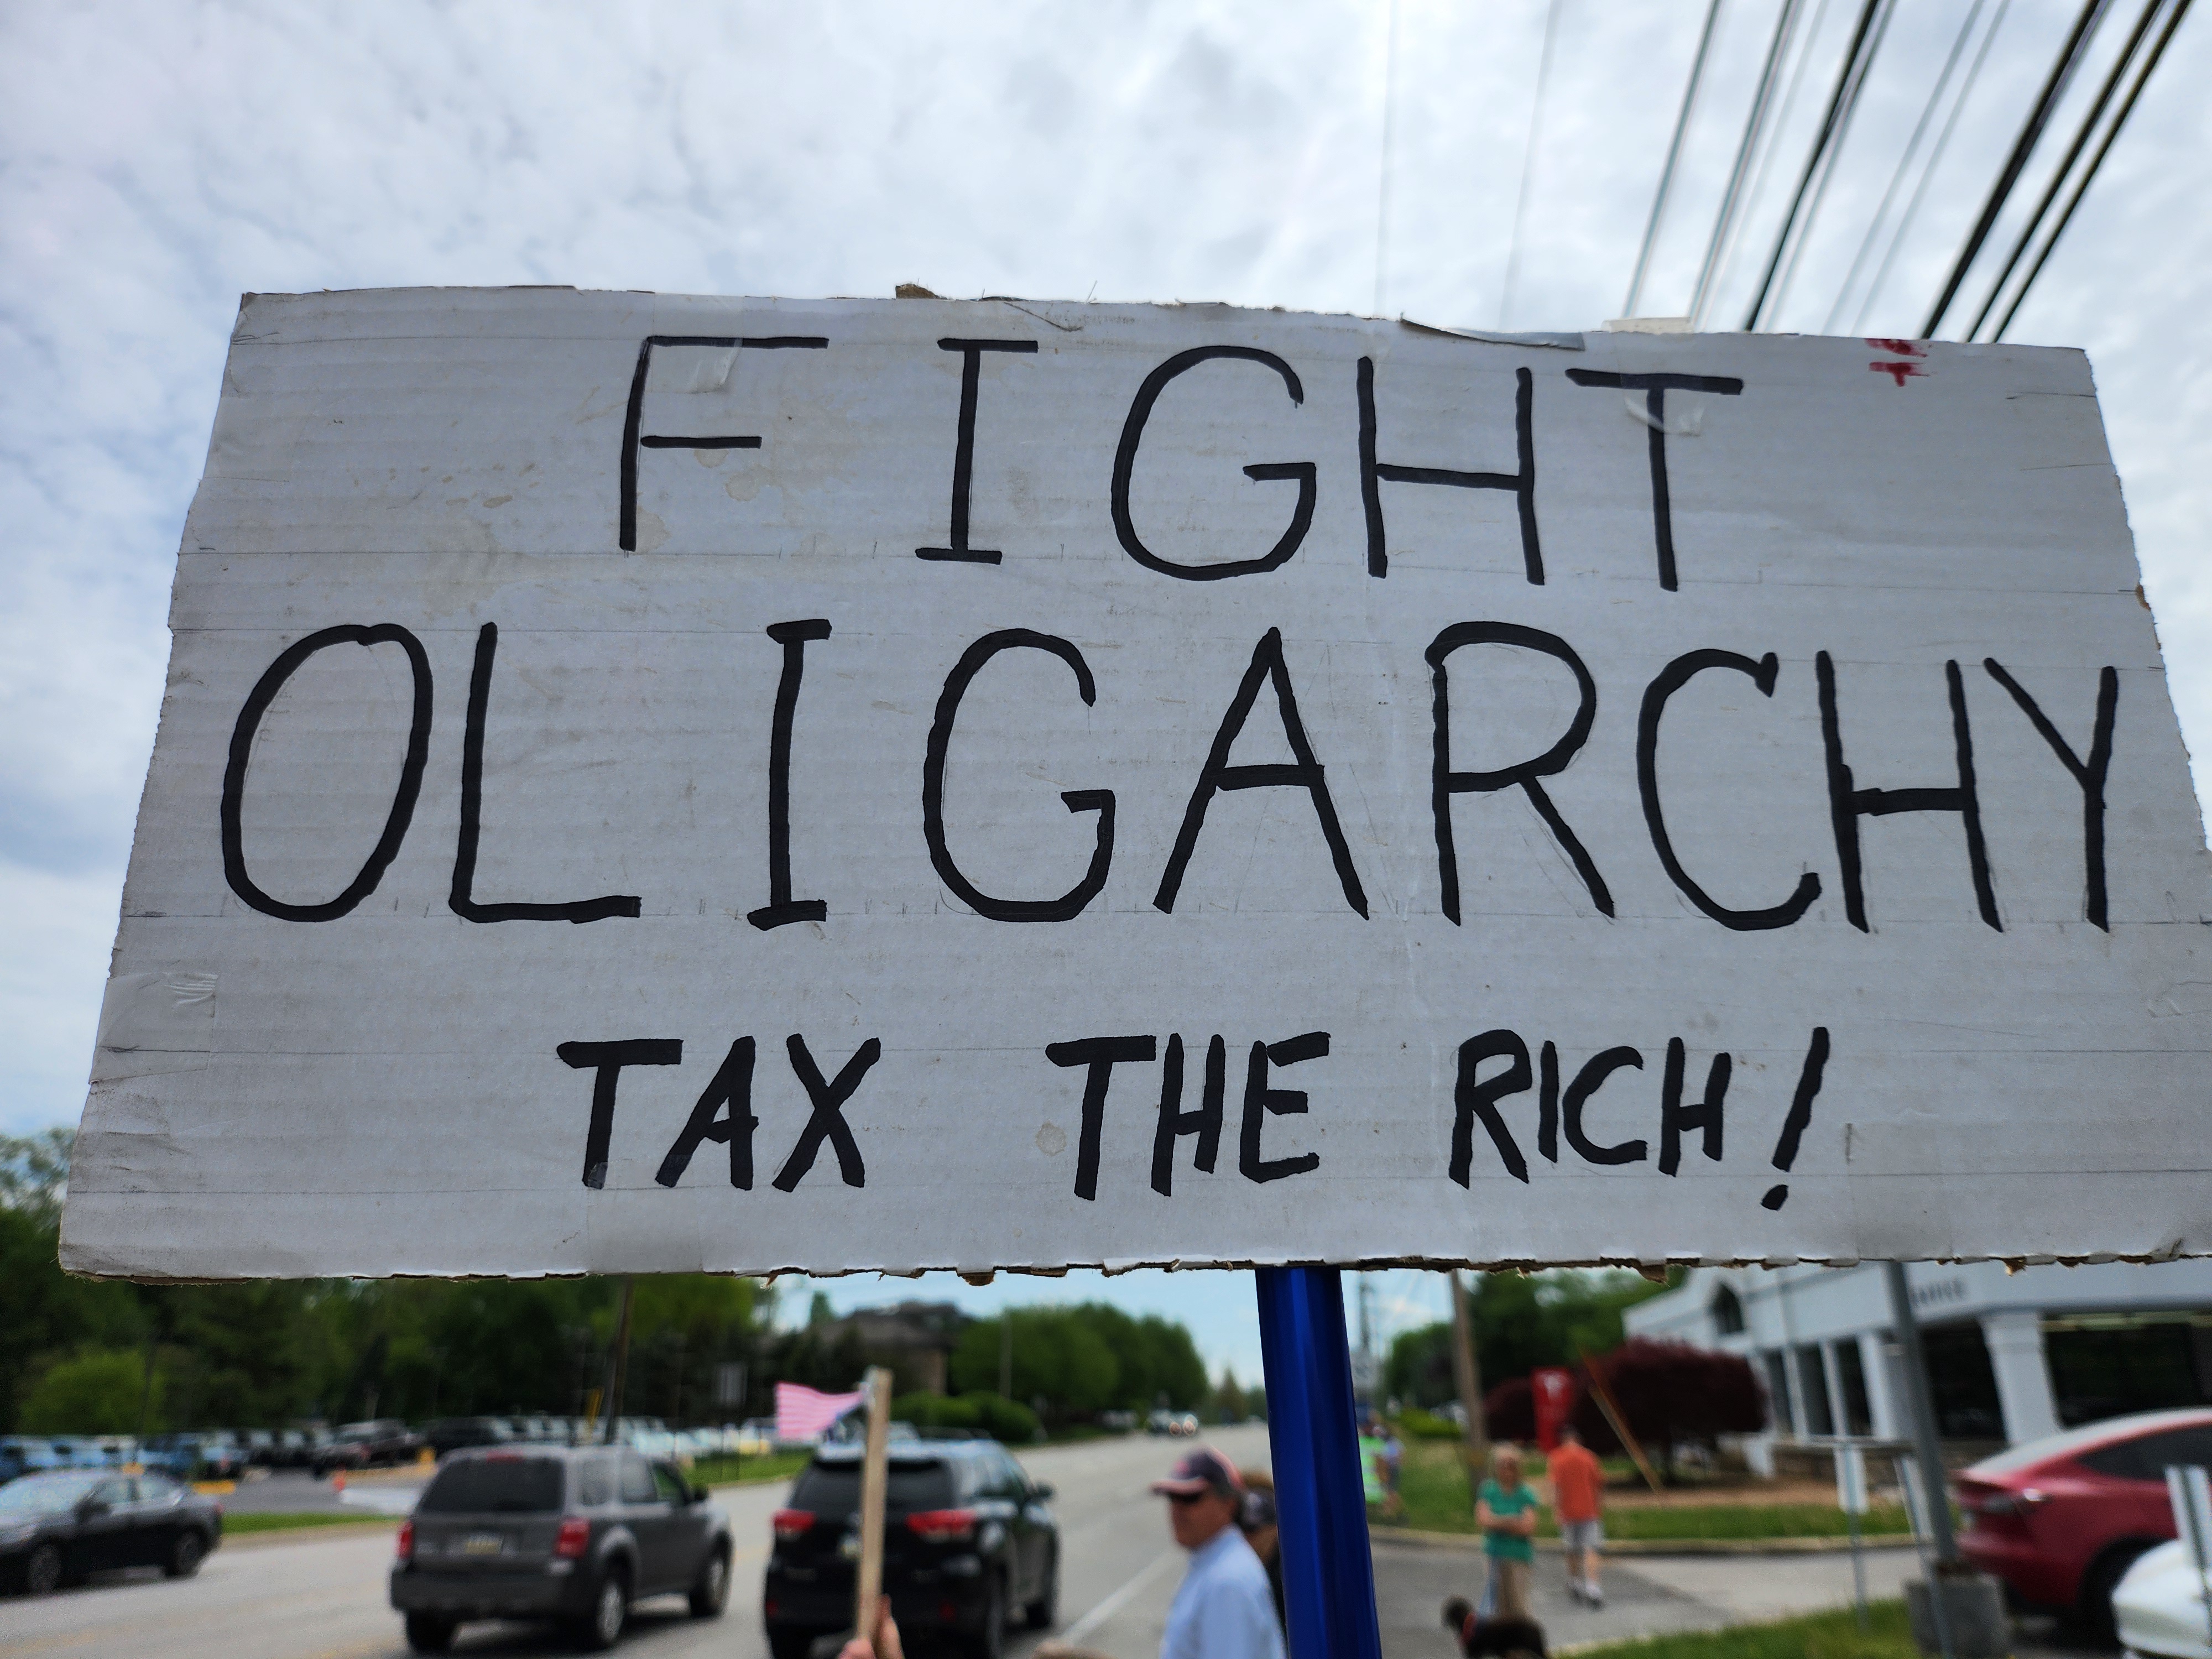 FIGHT
OLIGARCHY
TAX THE RICH!